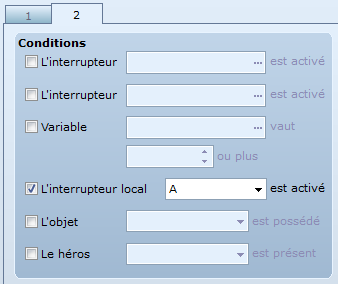 1 2
Conditions
L'interrupteur ... est activé
L'interrupteur ... est activé
Variable ... vaut
ou plus
L'interrupteur local A est activé
L'objet est possédé
Le héros est présent